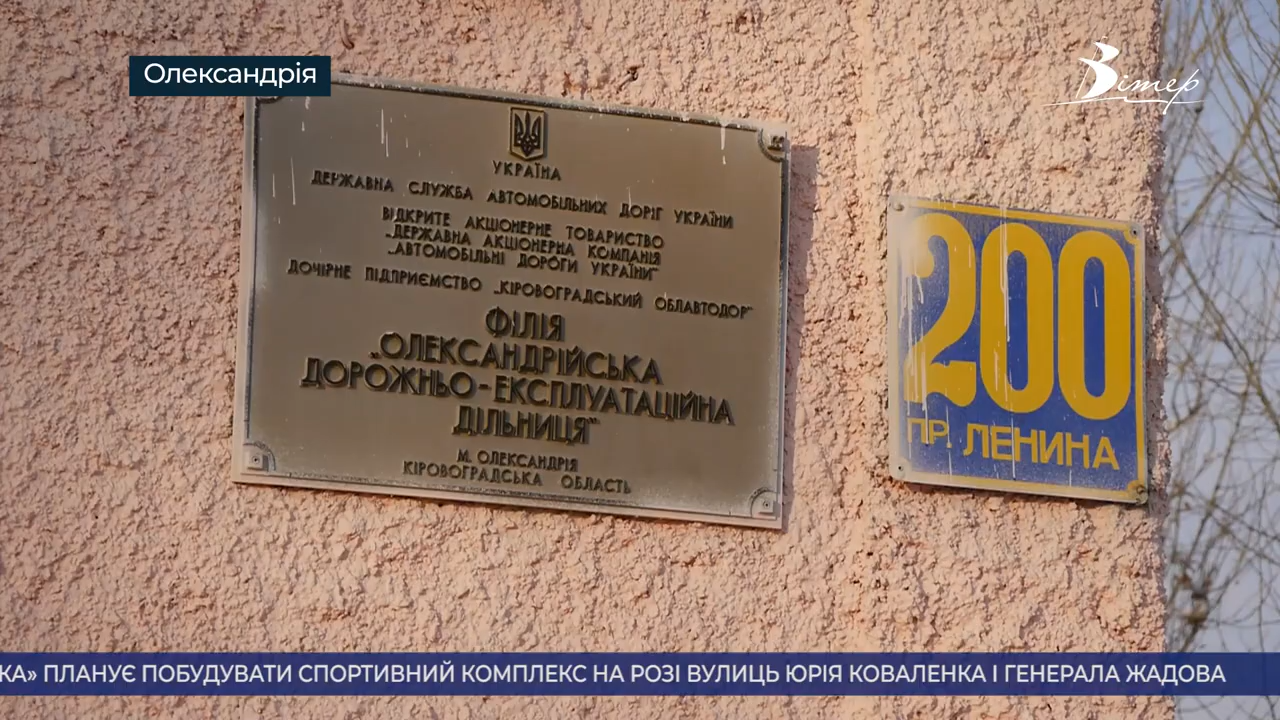 Олександрія
Вітер
УКРАЇНА
ДЕРЖАВНА СЛУЖБА АВТОМОБІЛЬНИХ ДОРІГ УКРАЇНИ
ВІДКРИТЕ АКЦІОНЕРНЕ ТОВАРИСТВО
„ДЕРЖАВНА АКЦІОНЕРНА КОМПАНІЯ
„АВТОМОБІЛЬНІ ДОРОГИ УКРАЇНИ"
ДОЧІРНЄ ПІДПРИЄМСТВО „КІРОВОГРАДСЬКИЙ ОБЛАВТОДОР"
ФІЛІЯ
„ОЛЕКСАНДРІЙСЬКА
ДОРОЖНЬО-ЕКСПЛУАТАЦІЙНА
ДІЛЬНИЦЯ"
М. ОЛЕКСАНДРІЯ
КІРОВОГРАДСЬКА ОБЛАСТЬ
200
ПР. ЛЕНИНА
КА» ПЛАНУЄ ПОБУДУВАТИ СПОРТИВНИЙ КОМПЛЕКС НА РОЗІ ВУЛИЦЬ ЮРІЯ КОВАЛЕНКА І ГЕНЕРАЛА ЖАДОВА